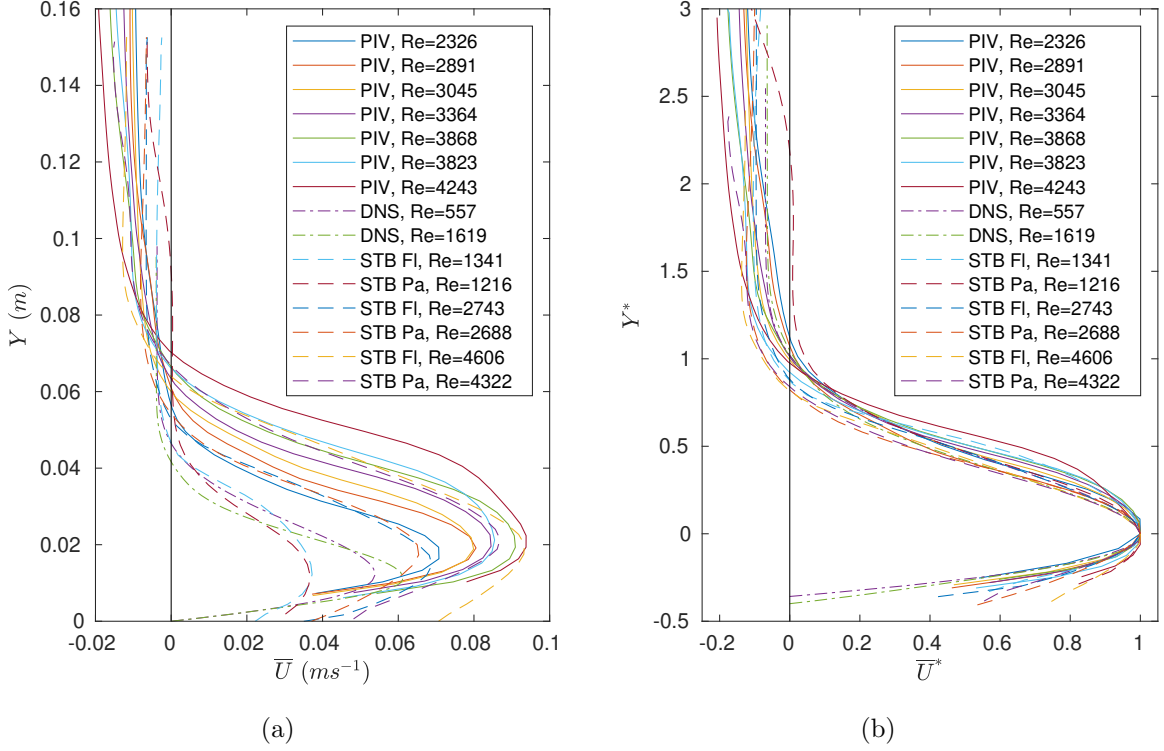 0.16
0.14
0.12
0.1
0.08
0.06
0.04
0.02
0
Y (m)
-0.02 0 0.02 0.04 0.06 0.08 0.1
U̅ (ms⁻¹)
PIV, Re=2326
PIV, Re=2891
PIV, Re=3045
PIV, Re=3364
PIV, Re=3868
PIV, Re=3823
PIV, Re=4243
DNS, Re=557
DNS, Re=1619
STB Fl, Re=1341
STB Pa, Re=1216
STB Fl, Re=2743
STB Pa, Re=2688
STB Fl, Re=4606
STB Pa, Re=4322
(a)
3
2.5
2
1.5
1
0.5
0
-0.5
Y*
-0.2 0 0.2 0.4 0.6 0.8 1
U̅*
PIV, Re=2326
PIV, Re=2891
PIV, Re=3045
PIV, Re=3364
PIV, Re=3868
PIV, Re=3823
PIV, Re=4243
DNS, Re=557
DNS, Re=1619
STB Fl, Re=1341
STB Pa, Re=1216
STB Fl, Re=2743
STB Pa, Re=2688
STB Fl, Re=4606
STB Pa, Re=4322
(b)